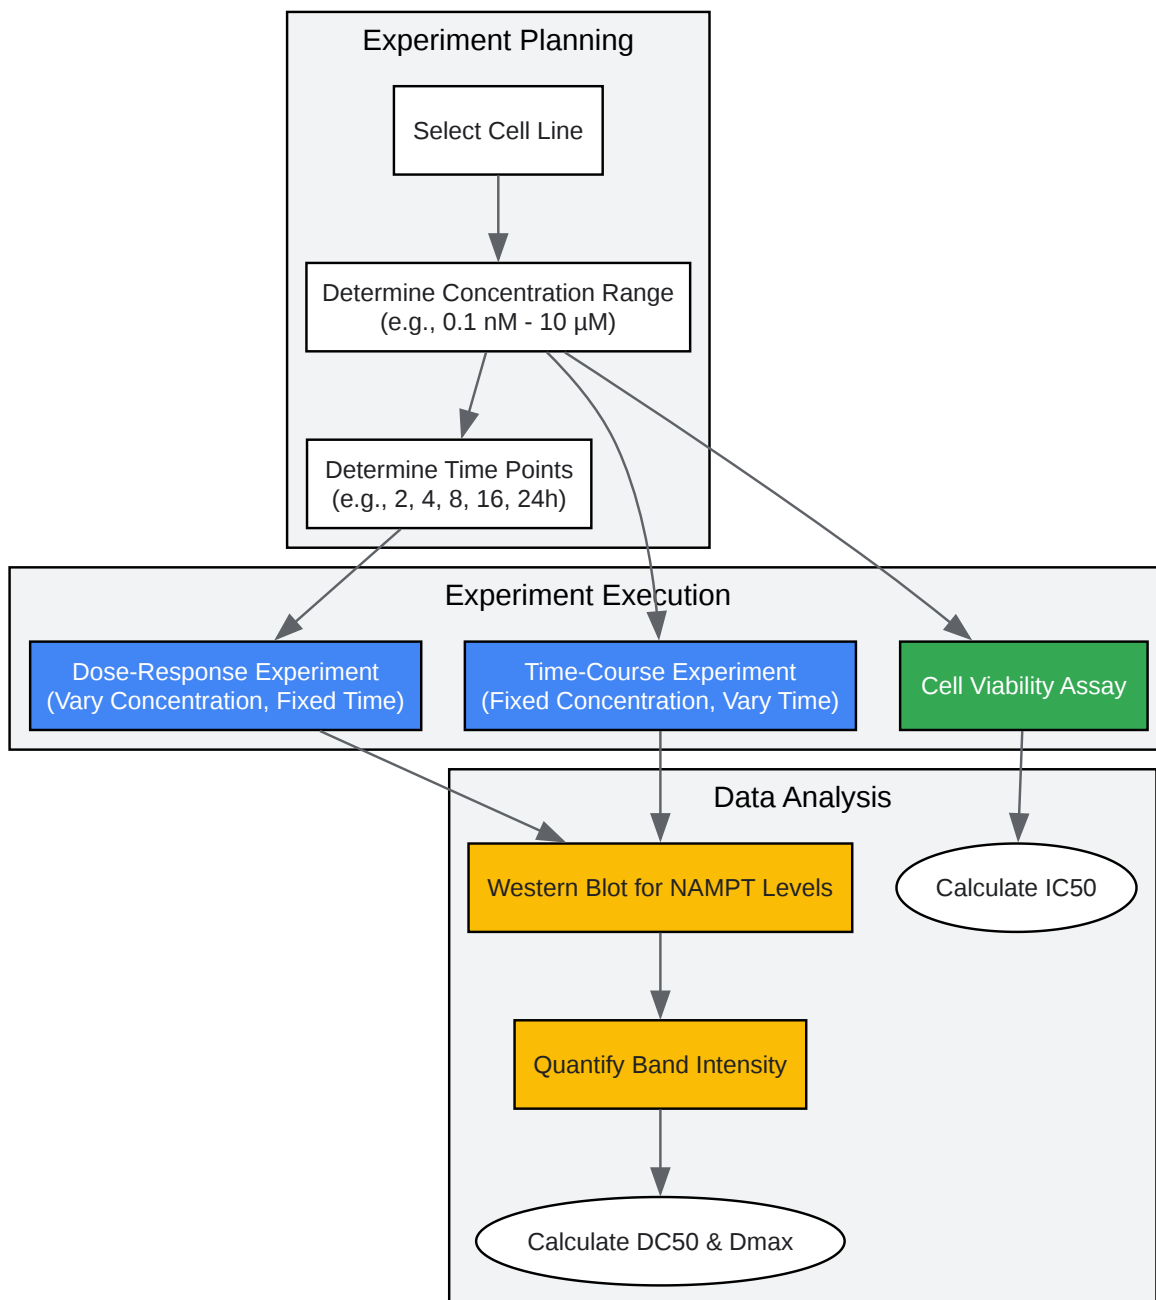 Experiment Planning
Select Cell Line
Determine Concentration Range
(e.g., 0.1 nM - 10 µM)
Determine Time Points
(e.g., 2, 4, 8, 16, 24h)
Experiment Execution
Dose-Response Experiment
(Vary Concentration, Fixed Time)
Time-Course Experiment
(Fixed Concentration, Vary Time)
Cell Viability Assay
Data Analysis
Western Blot for NAMPT Levels
Calculate IC50
Quantify Band Intensity
Calculate DC50 & Dmax